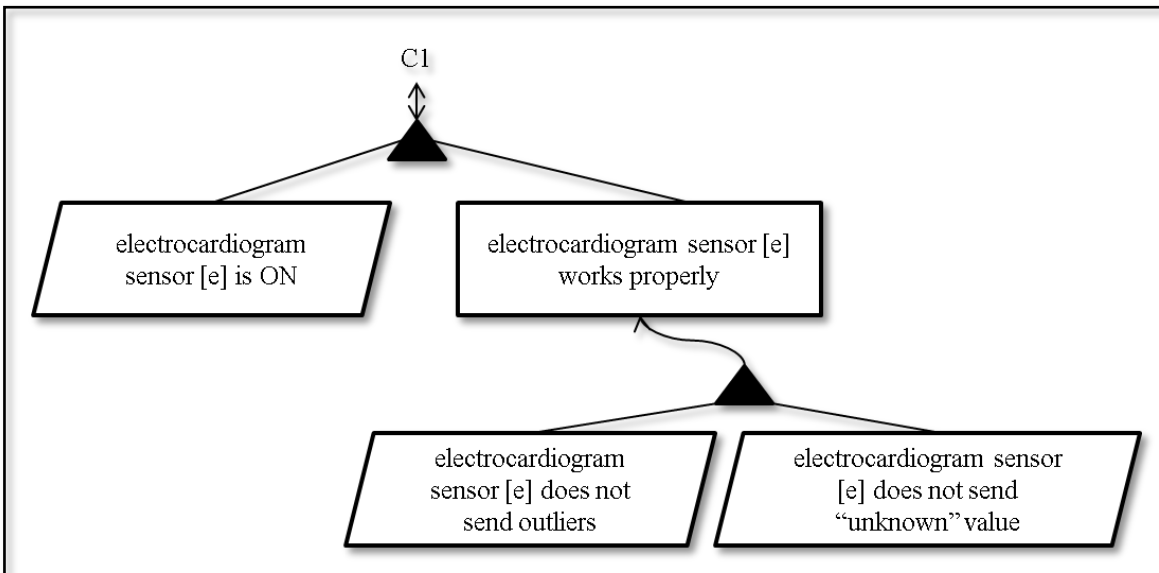 C1
electrocardiogram
sensor [e] is ON
electrocardiogram sensor [e]
works properly
electrocardiogram
sensor [e] does not
send outliers
electrocardiogram sensor
[e] does not send
“unknown” value